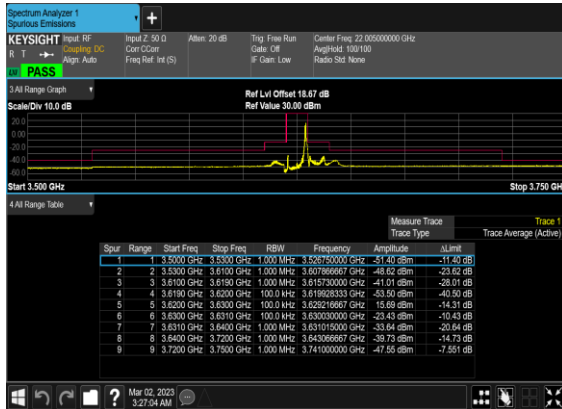 Spectrum Analyzer 1
Spurious Emissions
KEYSIGHT Input: RF Input Z: 50 Ω Atten: 20 dB Trig: Free Run Center Freq: 22.005000000 GHz
R T Coupling: DC Corr CCorr Gate: Off Avg|Hold: 100/100
Align: Auto Freq Ref: Int (S) IF Gain: Low Radio Std: None
LXI PASS
3 All Range Graph
Ref Lvl Offset 18.67 dB
Scale/Div 10.0 dB Ref Value 30.00 dBm
20.0
0.00
-20.0
-40.0
-60.0
Start 3.500 GHz Stop 3.750 GH
4 All Range Table
Measure Trace Trace 1
Trace Type Trace Average (Active)
Spur Range Start Freq Stop Freq RBW Frequency Amplitude ΔLimit
1 1 3.5000 GHz 3.5300 GHz 1.000 MHz 3.526750000 GHz -51.40 dBm -11.40 dB
2 2 3.5300 GHz 3.6100 GHz 1.000 MHz 3.607866667 GHz -48.62 dBm -23.62 dB
3 3 3.6100 GHz 3.6190 GHz 1.000 MHz 3.615730000 GHz -41.01 dBm -28.01 dB
4 4 3.6190 GHz 3.6200 GHz 100.0 kHz 3.619928333 GHz -53.50 dBm -40.50 dB
5 5 3.6200 GHz 3.6300 GHz 100.0 kHz 3.629216667 GHz 15.69 dBm -14.31 dB
6 6 3.6300 GHz 3.6310 GHz 100.0 kHz 3.630030000 GHz -23.43 dBm -10.43 dB
7 7 3.6310 GHz 3.6400 GHz 1.000 MHz 3.631015000 GHz -33.64 dBm -20.64 dB
8 8 3.6400 GHz 3.7200 GHz 1.000 MHz 3.643066667 GHz -39.73 dBm -14.73 dB
9 9 3.7200 GHz 3.7500 GHz 1.000 MHz 3.741000000 GHz -47.55 dBm -7.551 dB
Mar 02, 2023
3:27:04 AM